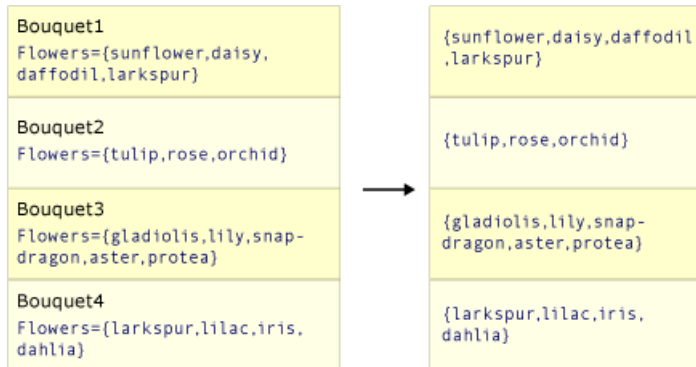 Bouquet1
Flowers={sunflower,daisy,
daffodil,larkspur}
{sunflower,daisy,daffodil
,larkspur}
Bouquet2
Flowers={tulip,rose,orchid}
{tulip,rose,orchid}
Bouquet3
Flowers={gladiolis,lily,snap-
dragon,aster,protea}
{gladiolis,lily,snap-
dragon,aster,protea}
Bouquet4
Flowers={larkspur,lilac,iris,
dahlia}
{larkspur,lilac,iris,
dahlia}